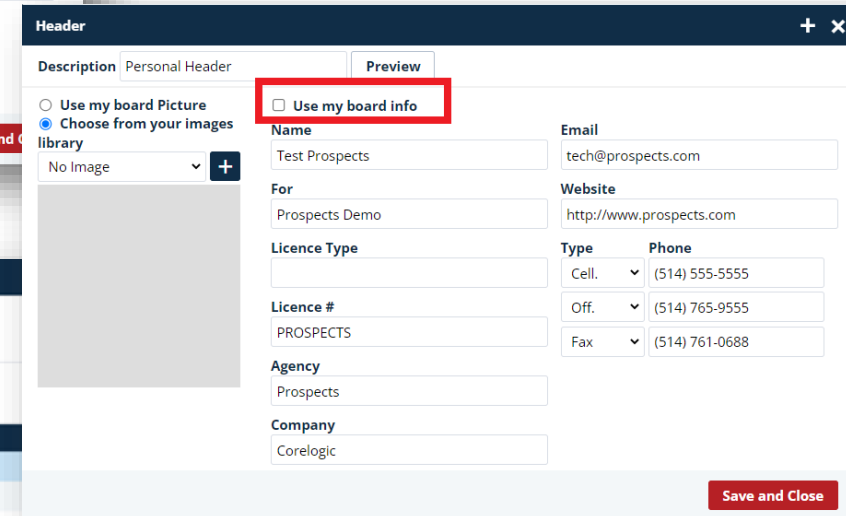 Header
Description Personal Header Preview
Use my board Picture
Choose from your images
library
No Image
Use my board info
Name
Test Prospects
For
Prospects Demo
Licence Type
Licence #
PROSPECTS
Agency
Prospects
Company
Corelogic
Email
tech@prospects.com
Website
http://www.prospects.com
Type Phone
Cell. (514) 555-5555
Off. (514) 765-9555
Fax (514) 761-0688
Save and Close